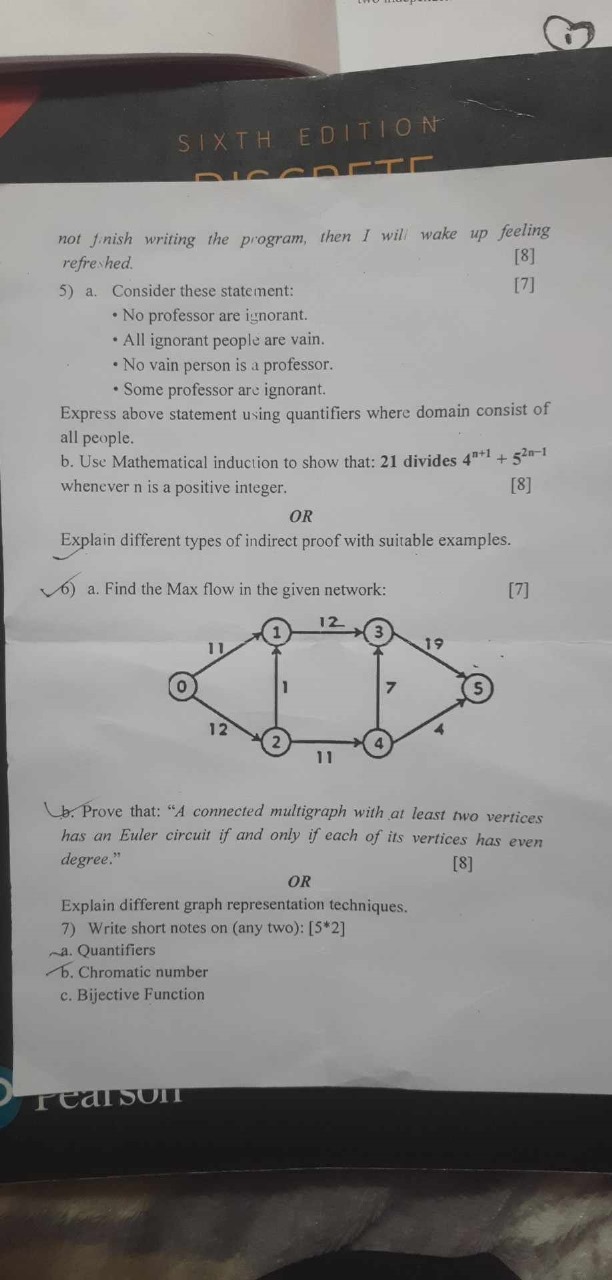 SIXTH EDITION
DISCRETE
not finish writing the program, then I will wake up feeling
refreshed. [8]
5) a. Consider these statement: [7]
• No professor are ignorant.
• All ignorant people are vain.
• No vain person is a professor.
• Some professor are ignorant.
Express above statement using quantifiers where domain consist of
all people.
b. Use Mathematical induction to show that: 21 divides 4ⁿ⁺¹ + 5²ⁿ⁻¹
whenever n is a positive integer. [8]
OR
Explain different types of indirect proof with suitable examples.
6) a. Find the Max flow in the given network: [7]
1 12 3
11 19
0 1 7 5
12 4
2 11 4
b. Prove that: “A connected multigraph with at least two vertices
has an Euler circuit if and only if each of its vertices has even
degree.” [8]
OR
Explain different graph representation techniques.
7) Write short notes on (any two): [5*2]
a. Quantifiers
b. Chromatic number
c. Bijective Function
Pearson